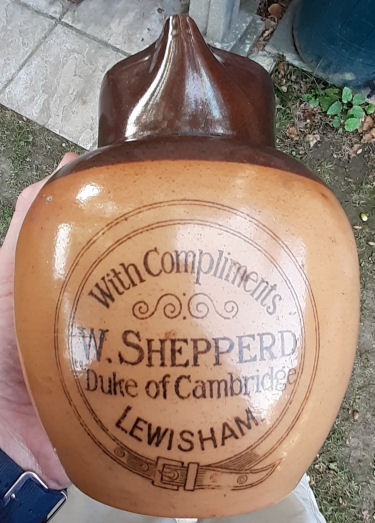 With Compliments
W. SHEPPERD
Duke of Cambridge
LEWISHAM.